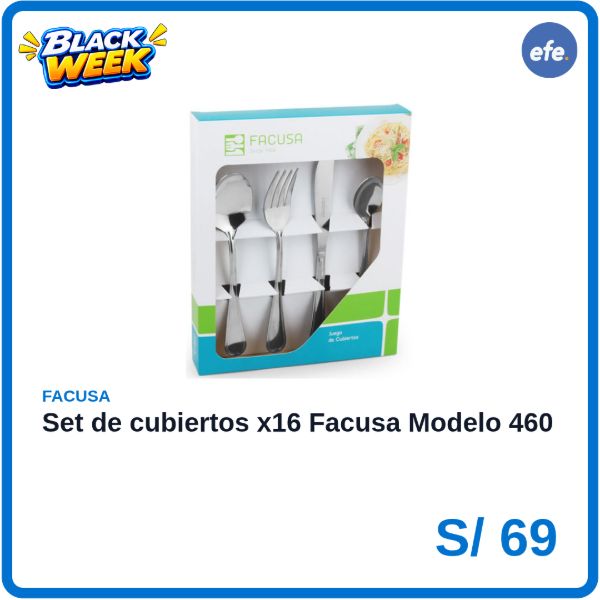 BLACK
WEEK
efe.
FACUSA
Juego
de Cubiertos
FACUSA
Set de cubiertos x16 Facusa Modelo 460
S/ 69